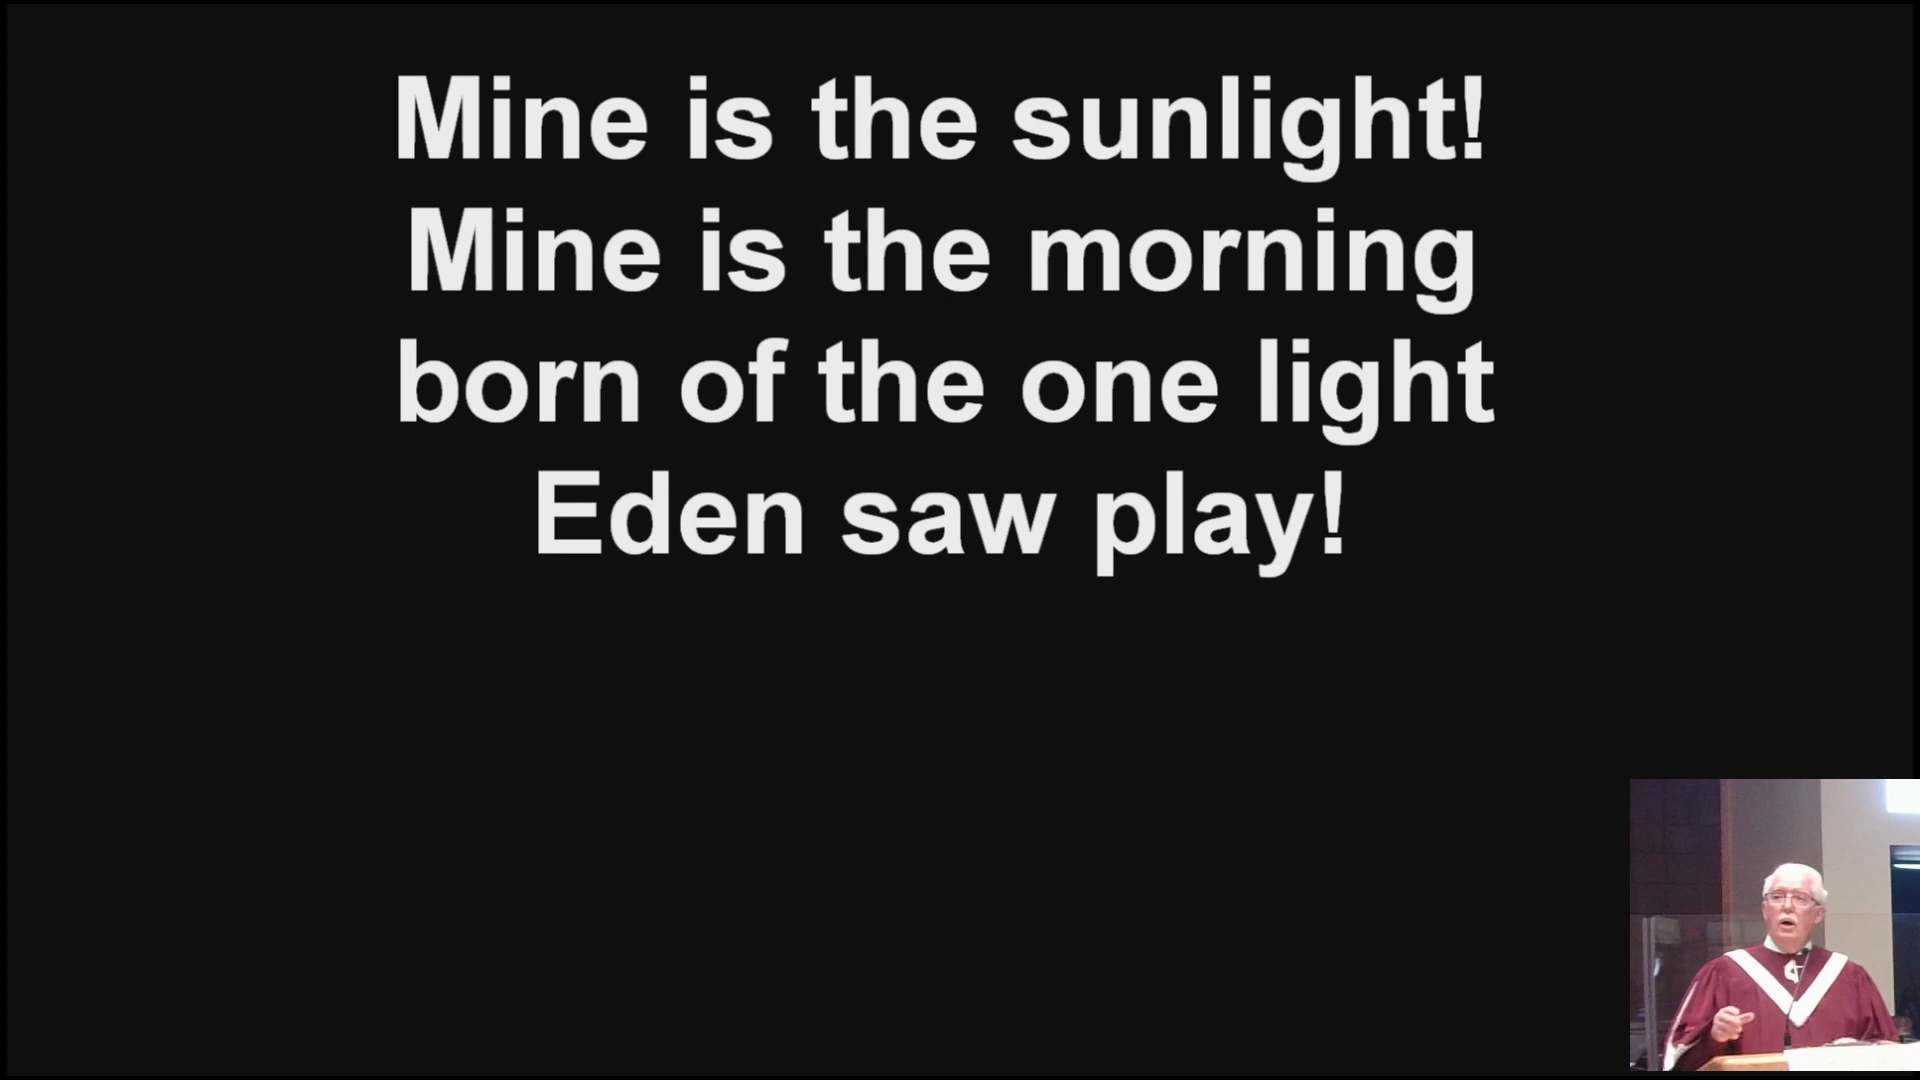 Mine is the sunlight!
Mine is the morning
born of the one light
Eden saw play!